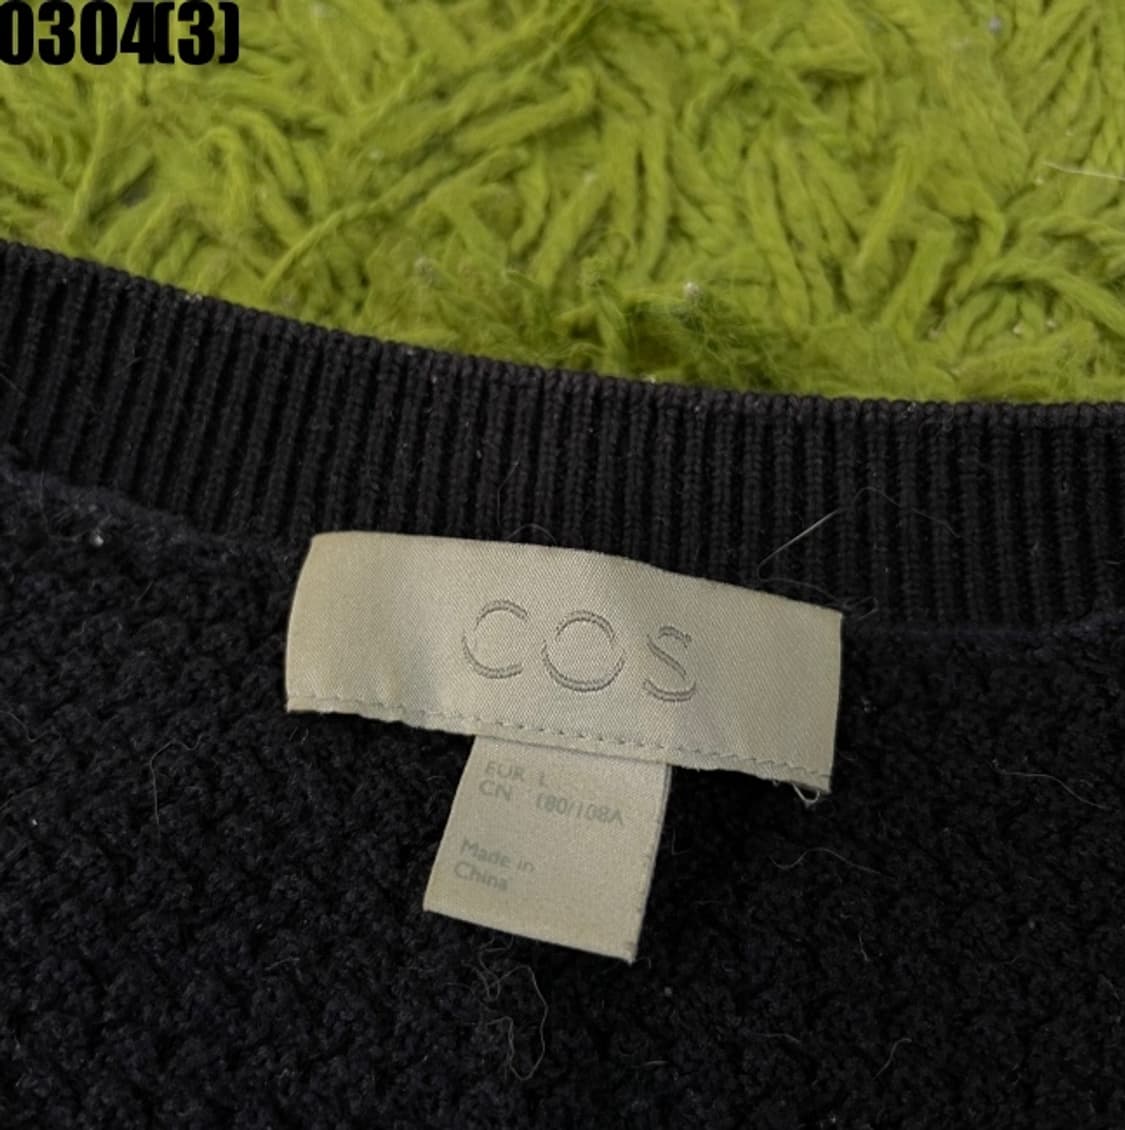 0304(3)
COS
EUR L
CN 180/108A
Made in
China